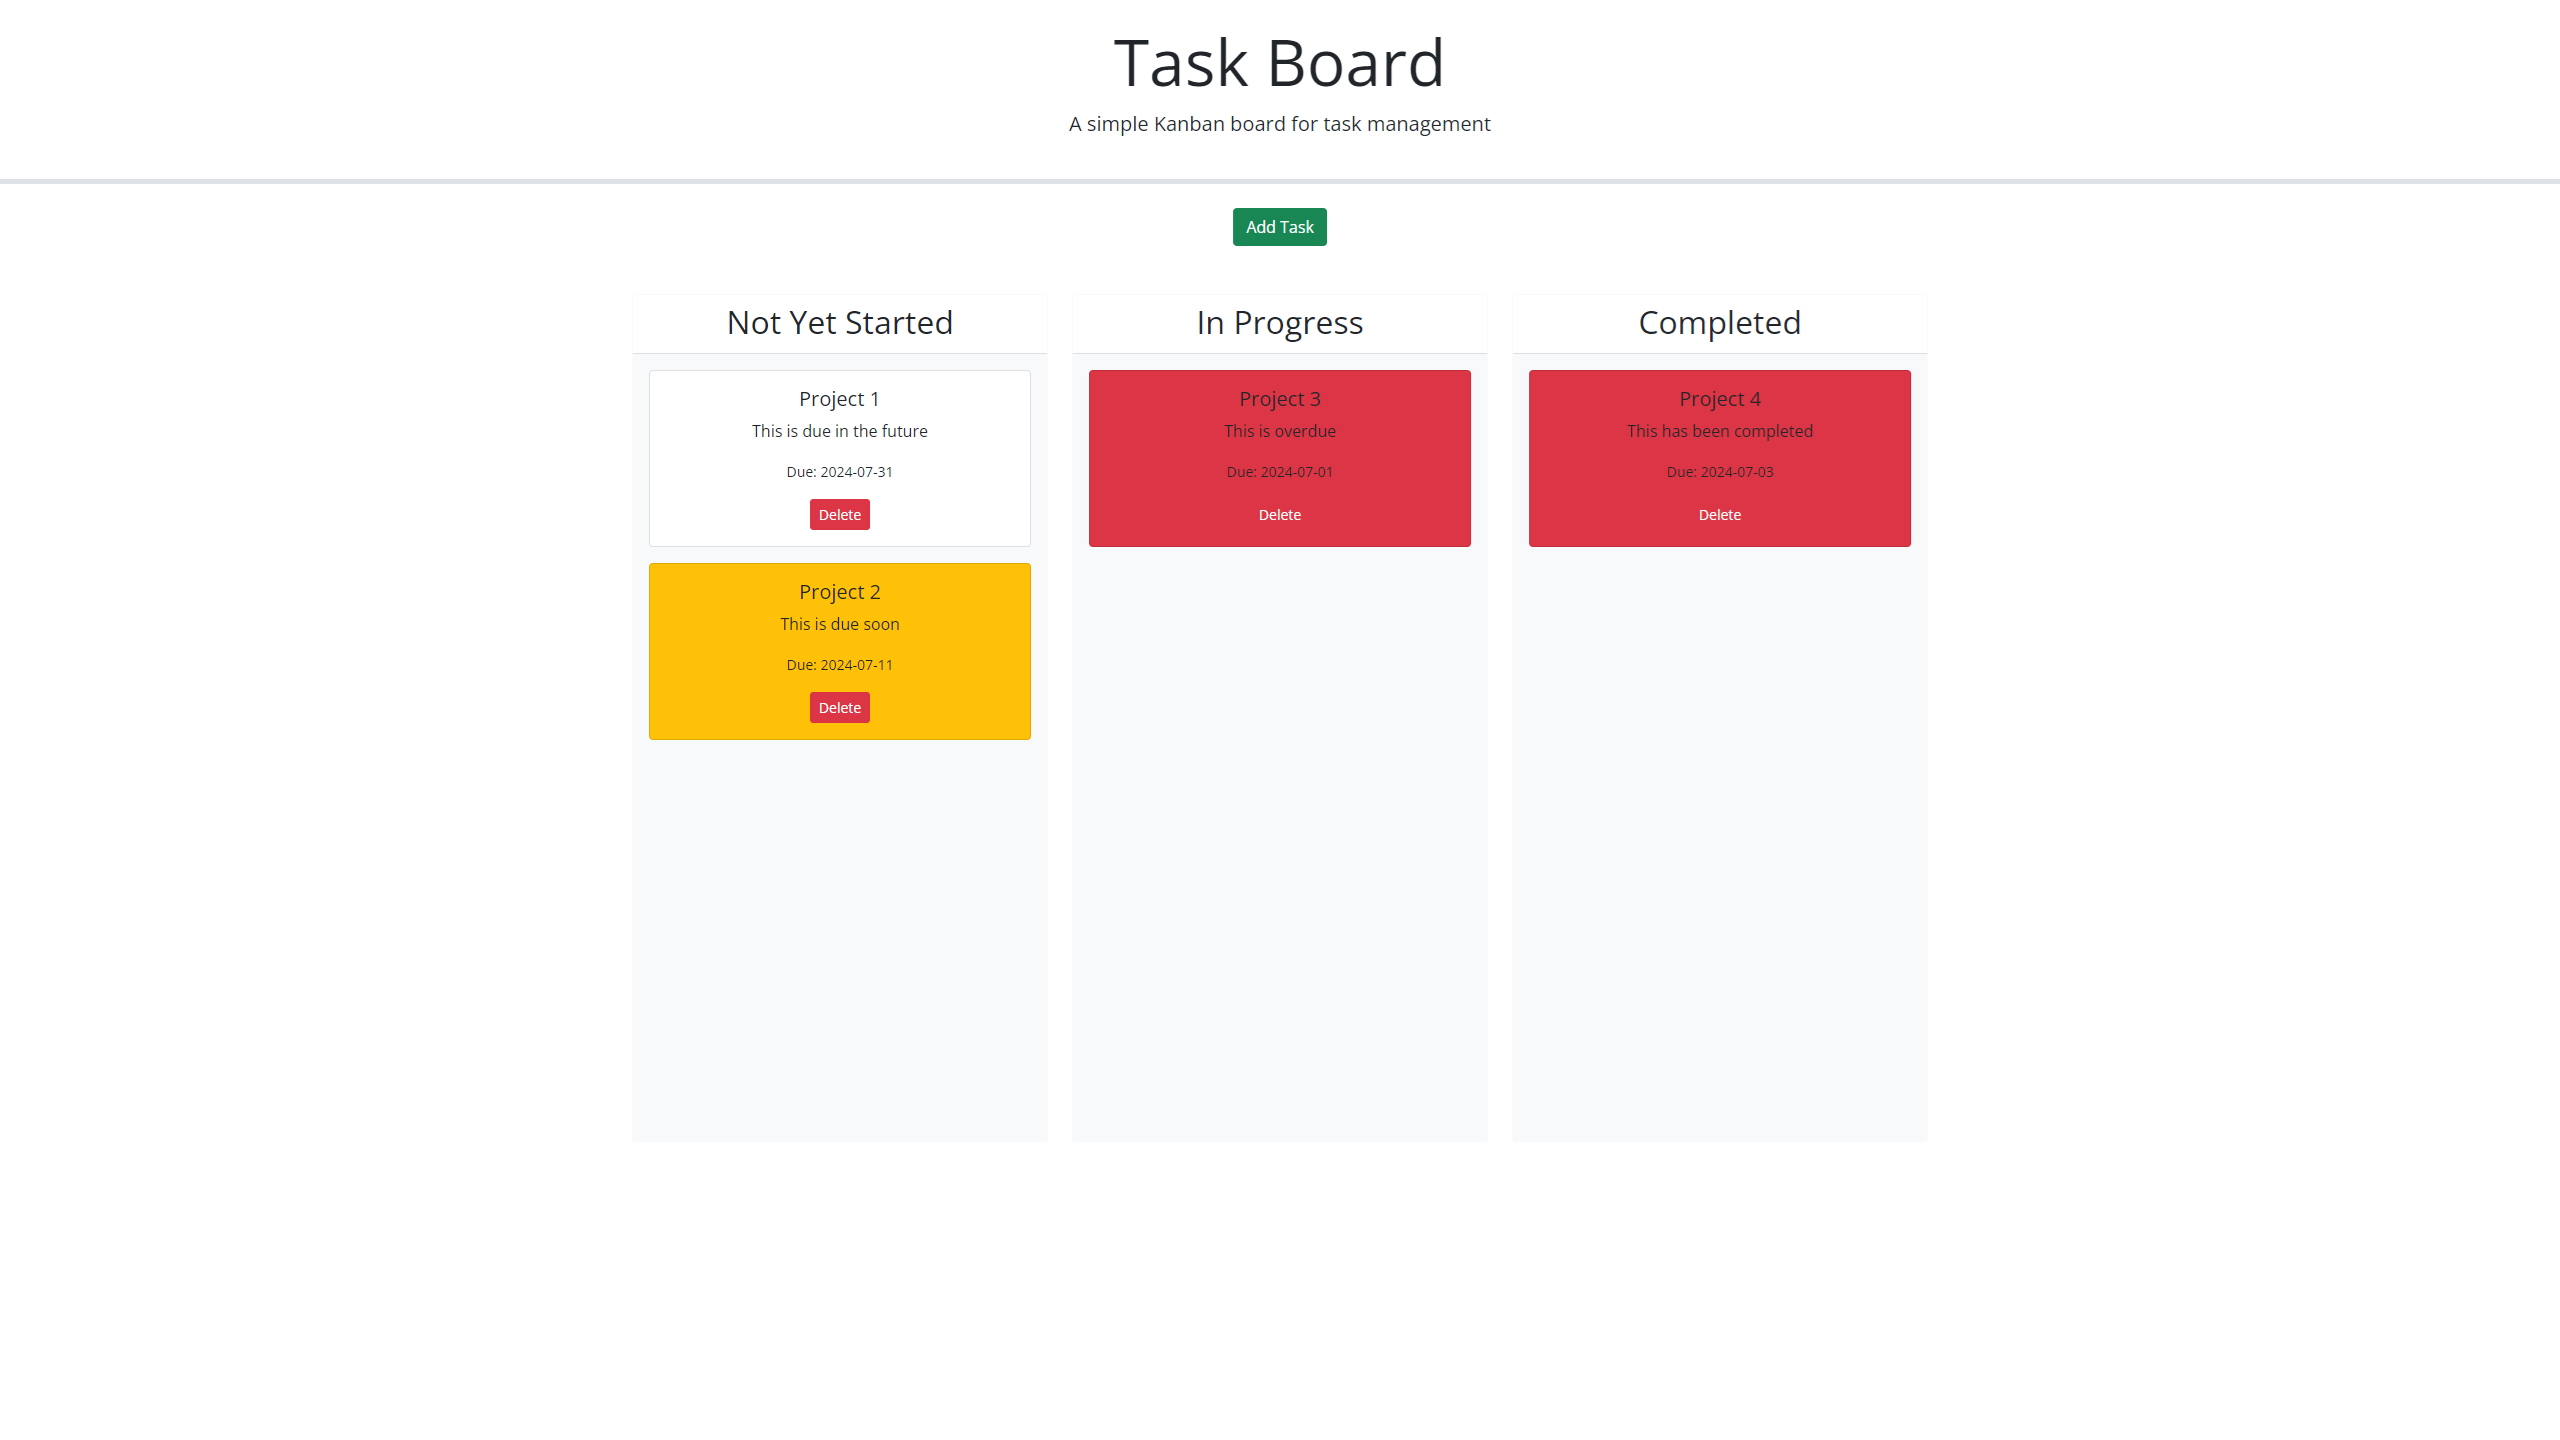 Task Board
A simple Kanban board for task management
Add Task
Not Yet Started
Project 1
This is due in the future
Due: 2024-07-31
Delete
Project 2
This is due soon
Due: 2024-07-11
Delete
In Progress
Project 3
This is overdue
Due: 2024-07-01
Delete
Completed
Project 4
This has been completed
Due: 2024-07-03
Delete